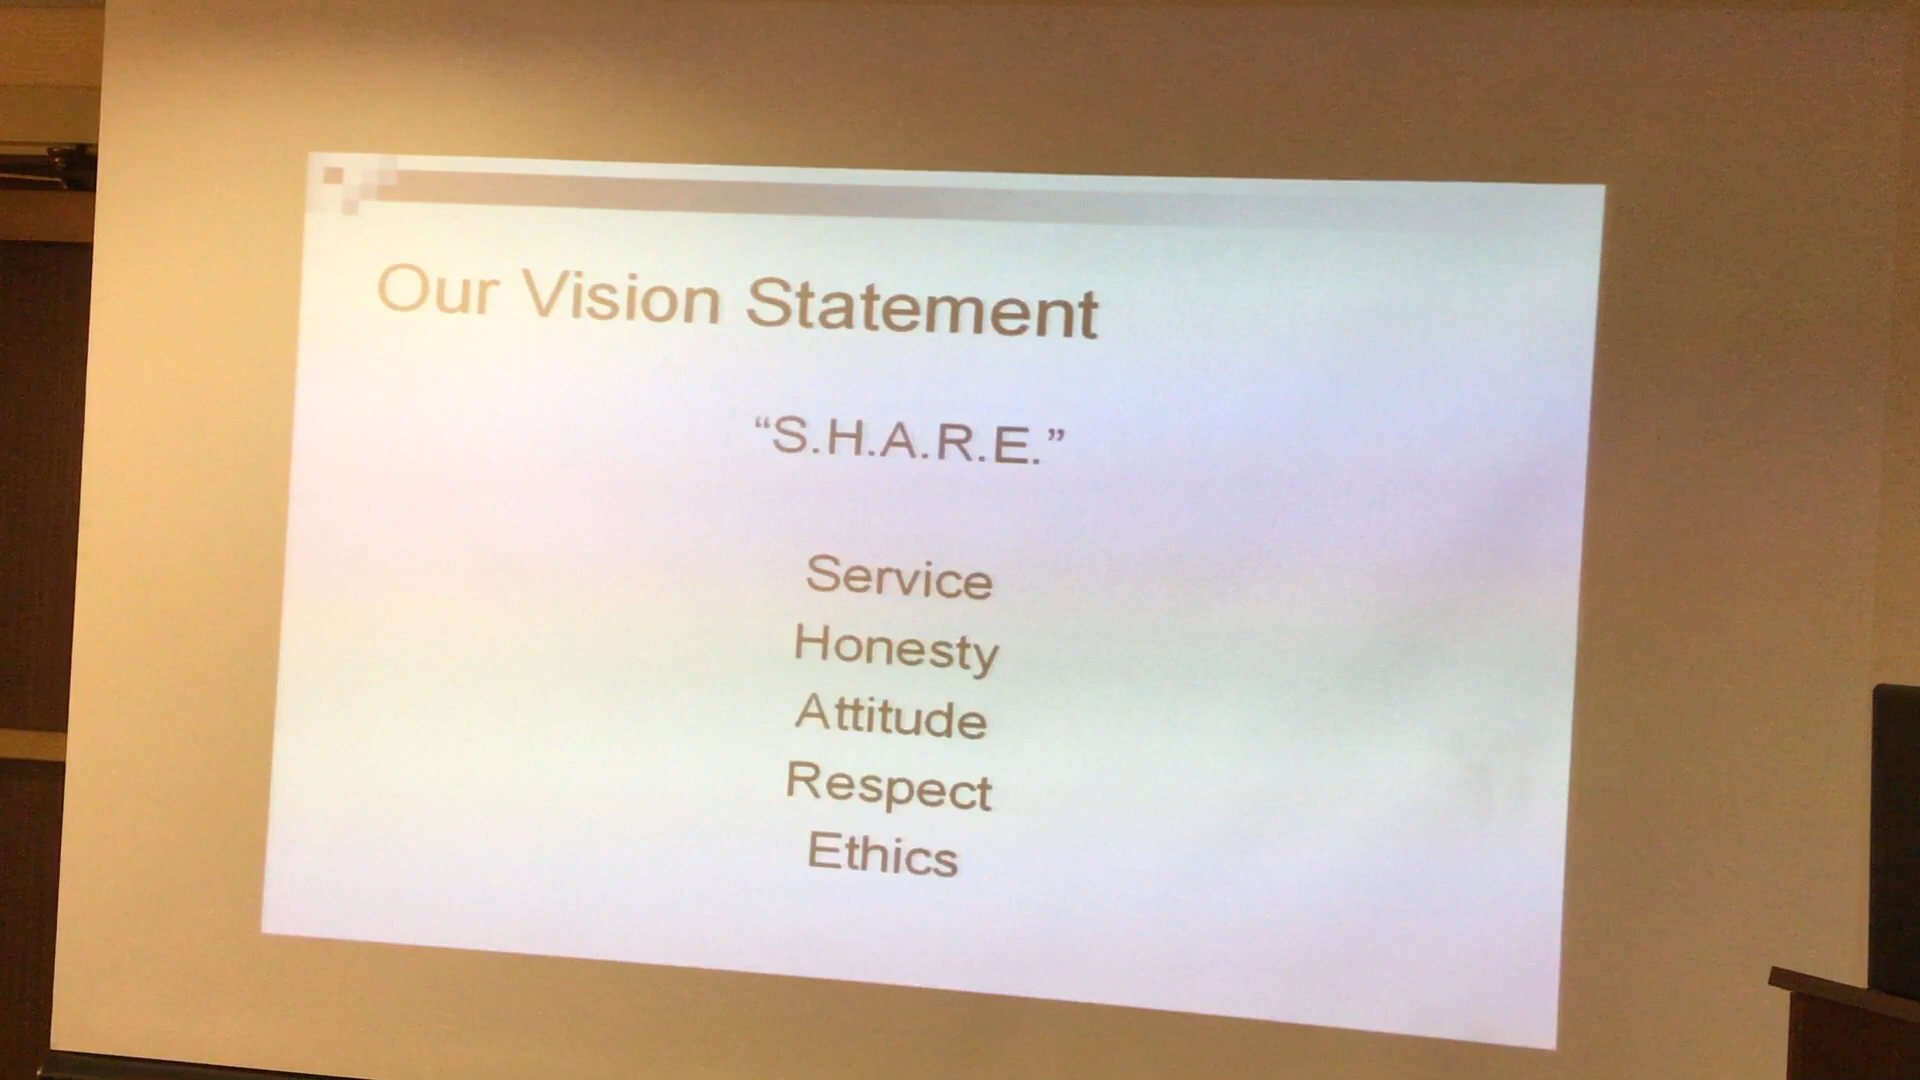 Our Vision Statement
“S.H.A.R.E.”
Service
Honesty
Attitude
Respect
Ethics